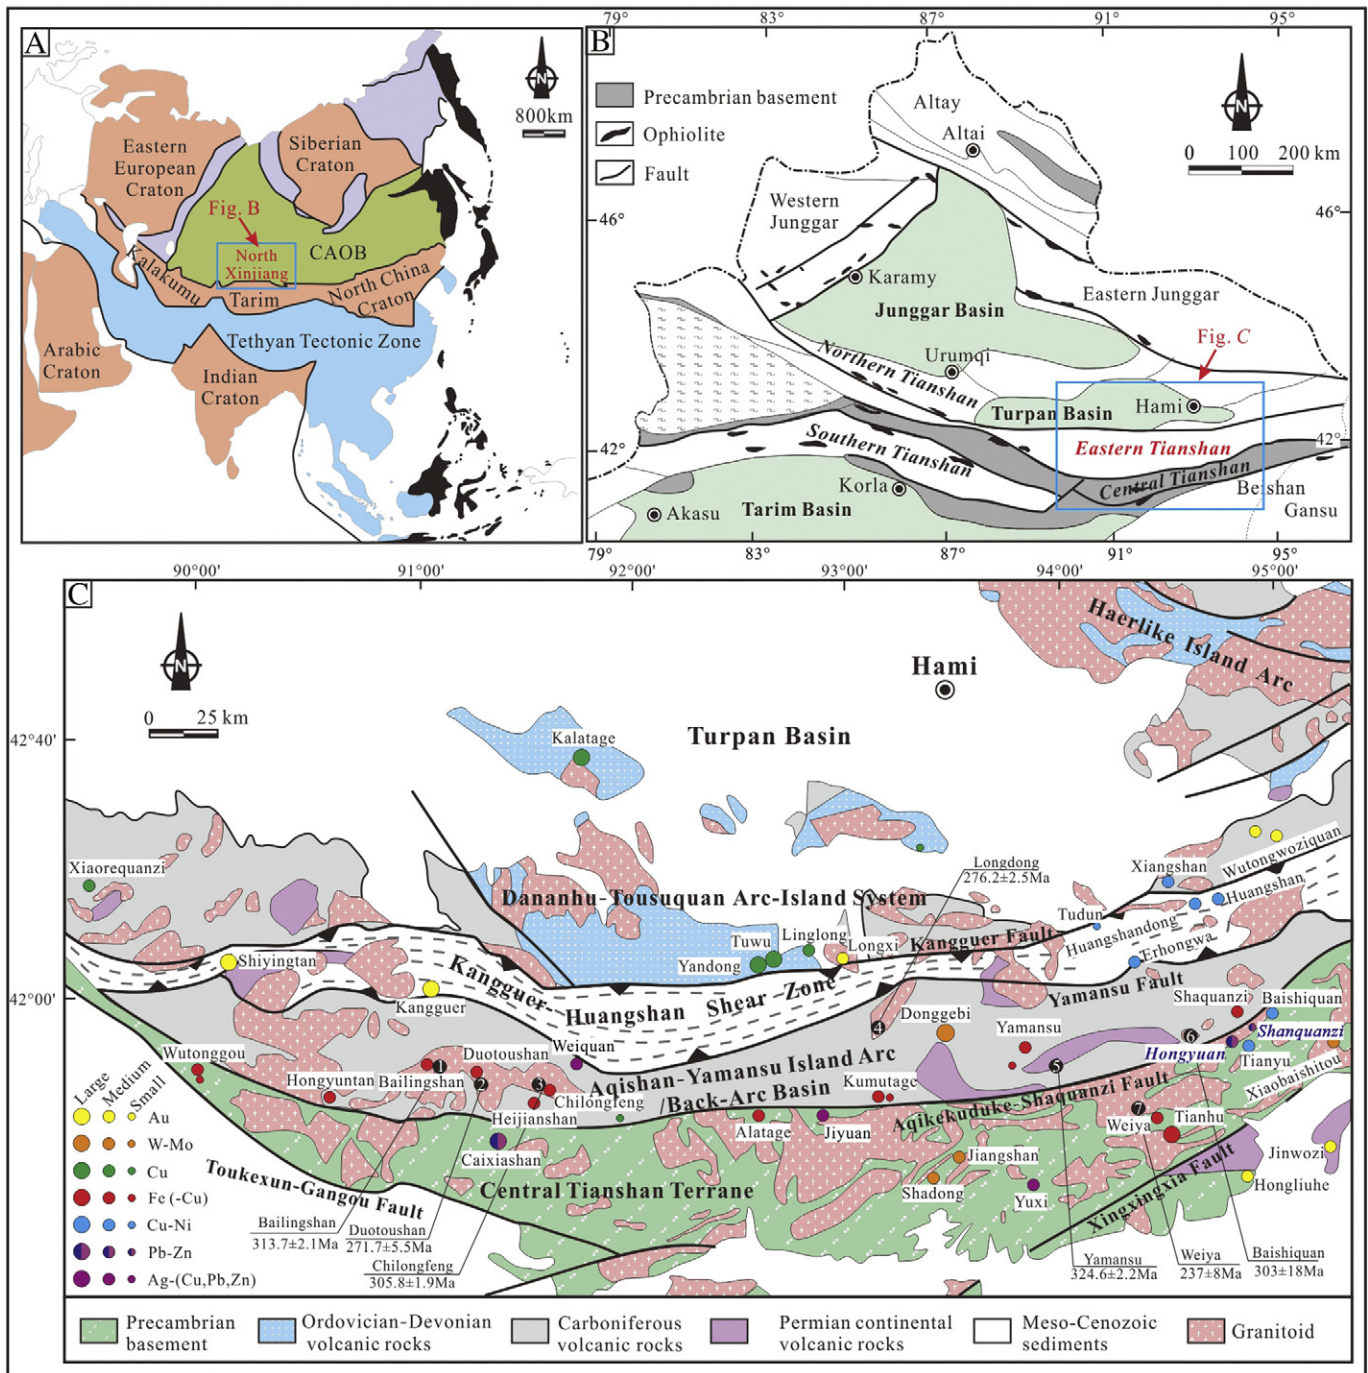 A
N
800km
Eastern
European
Craton
Siberian
Craton
Fig. B
North
Xinjiang
CAOB
Kalakumu
Tarim
North China
Craton
Tethyan Tectonic Zone
Arabic
Craton
Indian
Craton
79°
83°
87°
91°
95°
B
Precambrian basement
Ophiolite
Fault
Altay
Altai
N
0 100 200 km
Western
Junggar
46°
46°
Karamy
Junggar Basin
Eastern Junggar
Fig. C
Northern Tianshan
Urumqi
Turpan Basin
Hami
42°
42°
Southern Tianshan
Eastern Tianshan
Central Tianshan
Korla
Beishan
Gansu
Akasu
Tarim Basin
79°
83°
87°
91°
95°
90°00'
91°00'
92°00'
93°00'
94°00'
95°00'
C
N
0 25 km
Haerlike Island Arc
Hami
42°40'
Kalatage
Turpan Basin
Xiaorequanzi
Longdong
276.2±2.5Ma
Xiangshan
Wutongwoziquan
Huangshan
Dananhu-Tousuquan Arc-Island System
Tudun
Huangshandong
Kangguer Fault
Erhongwa
Tuwu
Linglong
Longxi
Yandong
Shiyingtan
Kangguer
42°00'
Kangguer
Huangshan Shear Zone
Yamansu Fault
Shaquanzi
Baishiquan
Donggebi
Yamansu
Shanquanzi
Hongyuan
Tianyu
Xiaobaishitou
Wutonggou
Duotoushan
Weiquan
Hongyuntan
Bailingshan
Aqishan-Yamansu Island Arc
/Back-Arc Basin
Kumutage
Chilongfeng
Heijianshan
Aqikekuduke-Shaquanzi Fault
1
2
3
4
5
6
7
Alatage
Jiyuan
Weiya
Tianhu
Caixiashan
Jiangshan
Jinwozi
Shadong
Yuxi
Hongliuhe
Toukexun-Gangou Fault
Central Tianshan Terrane
Xingxingxia Fault
Large
Medium
Small
Au
W-Mo
Cu
Fe (-Cu)
Cu-Ni
Pb-Zn
Ag-(Cu,Pb,Zn)
Bailingshan
313.7±2.1Ma
Duotoushan
271.7±5.5Ma
Chilongfeng
305.8±1.9Ma
Yamansu
324.6±2.2Ma
Weiya
237±8Ma
Baishiquan
303±18Ma
Precambrian
basement
Ordovician-Devonian
volcanic rocks
Carboniferous
volcanic rocks
Permian continental
volcanic rocks
Meso-Cenozoic
sediments
Granitoid